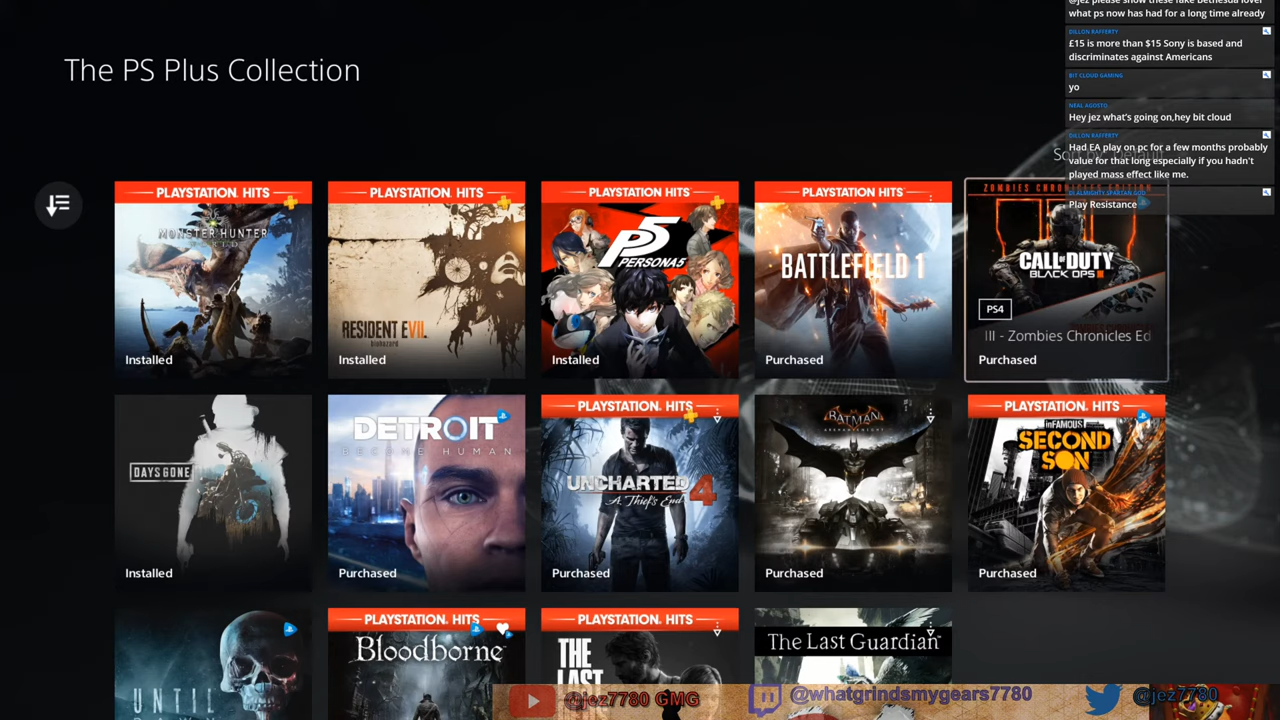 The PS Plus Collection
what ps now has had for a long time already
DILLON RAFFERTY
£15 is more than $15 Sony is based and
discriminates against Americans
BIT CLOUD GAMING
yo
NEAL AGOSTO
Hey jez what's going on,hey bit cloud
DILLON RAFFERTY
Had EA play on pc for a few months probably
value for that long especially if you hadn't
played mass effect like me.
Play Resistance
Sort by: Default
PLAYSTATION HITS
MONSTER HUNTER
WORLD
Installed
PLAYSTATION HITS
RESIDENT EVIL
biohazard
Installed
PLAYSTATION HITS
P5
PERSONA5
Installed
PLAYSTATION HITS
BATTLEFIELD 1
Purchased
ZOMBIES CHRONICLES EDITION
CALL OF DUTY
BLACK OPS III
PS4
III - Zombies Chronicles Ed
Purchased
DAYS GONE
Installed
DETROIT
BECOME HUMAN
Purchased
PLAYSTATION HITS
UNCHARTED 4
A Thief's End
Purchased
BATMAN
ARKHAM KNIGHT
Purchased
PLAYSTATION HITS
inFAMOUS
SECOND
SON
Purchased
UNTIL
PLAYSTATION HITS
Bloodborne
PLAYSTATION HITS
THE
LAST
The Last Guardian
@jez7780 GMG
@whatgrindsmygears7780
@jez7780